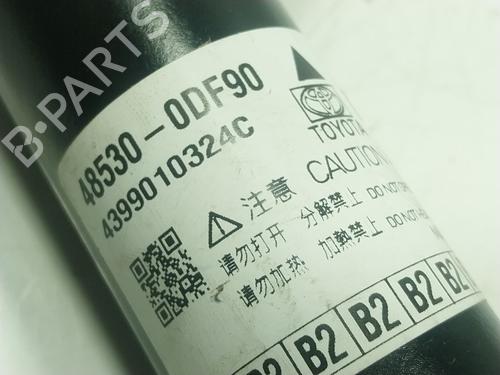 B-PARTS
48530-0DF90
4399010324C
TOYOTA
注意 CAUTION
请勿打开 分解禁止 DO NOT
请勿加热 加熱禁止 DO NOT
B2 B2 B2 B2 B2